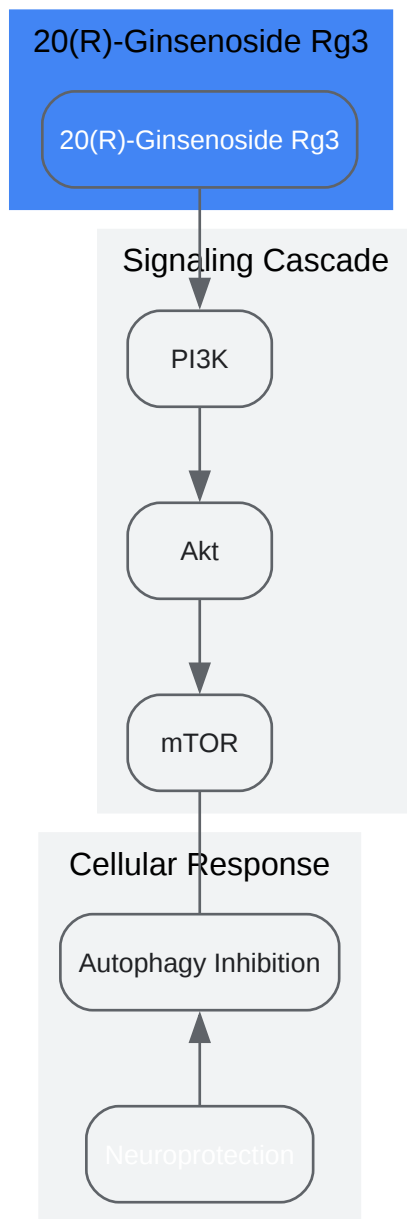 20(R)-Ginsenoside Rg3
20(R)-Ginsenoside Rg3
Signaling Cascade
PI3K
Akt
mTOR
Cellular Response
Autophagy Inhibition
Neuroprotection